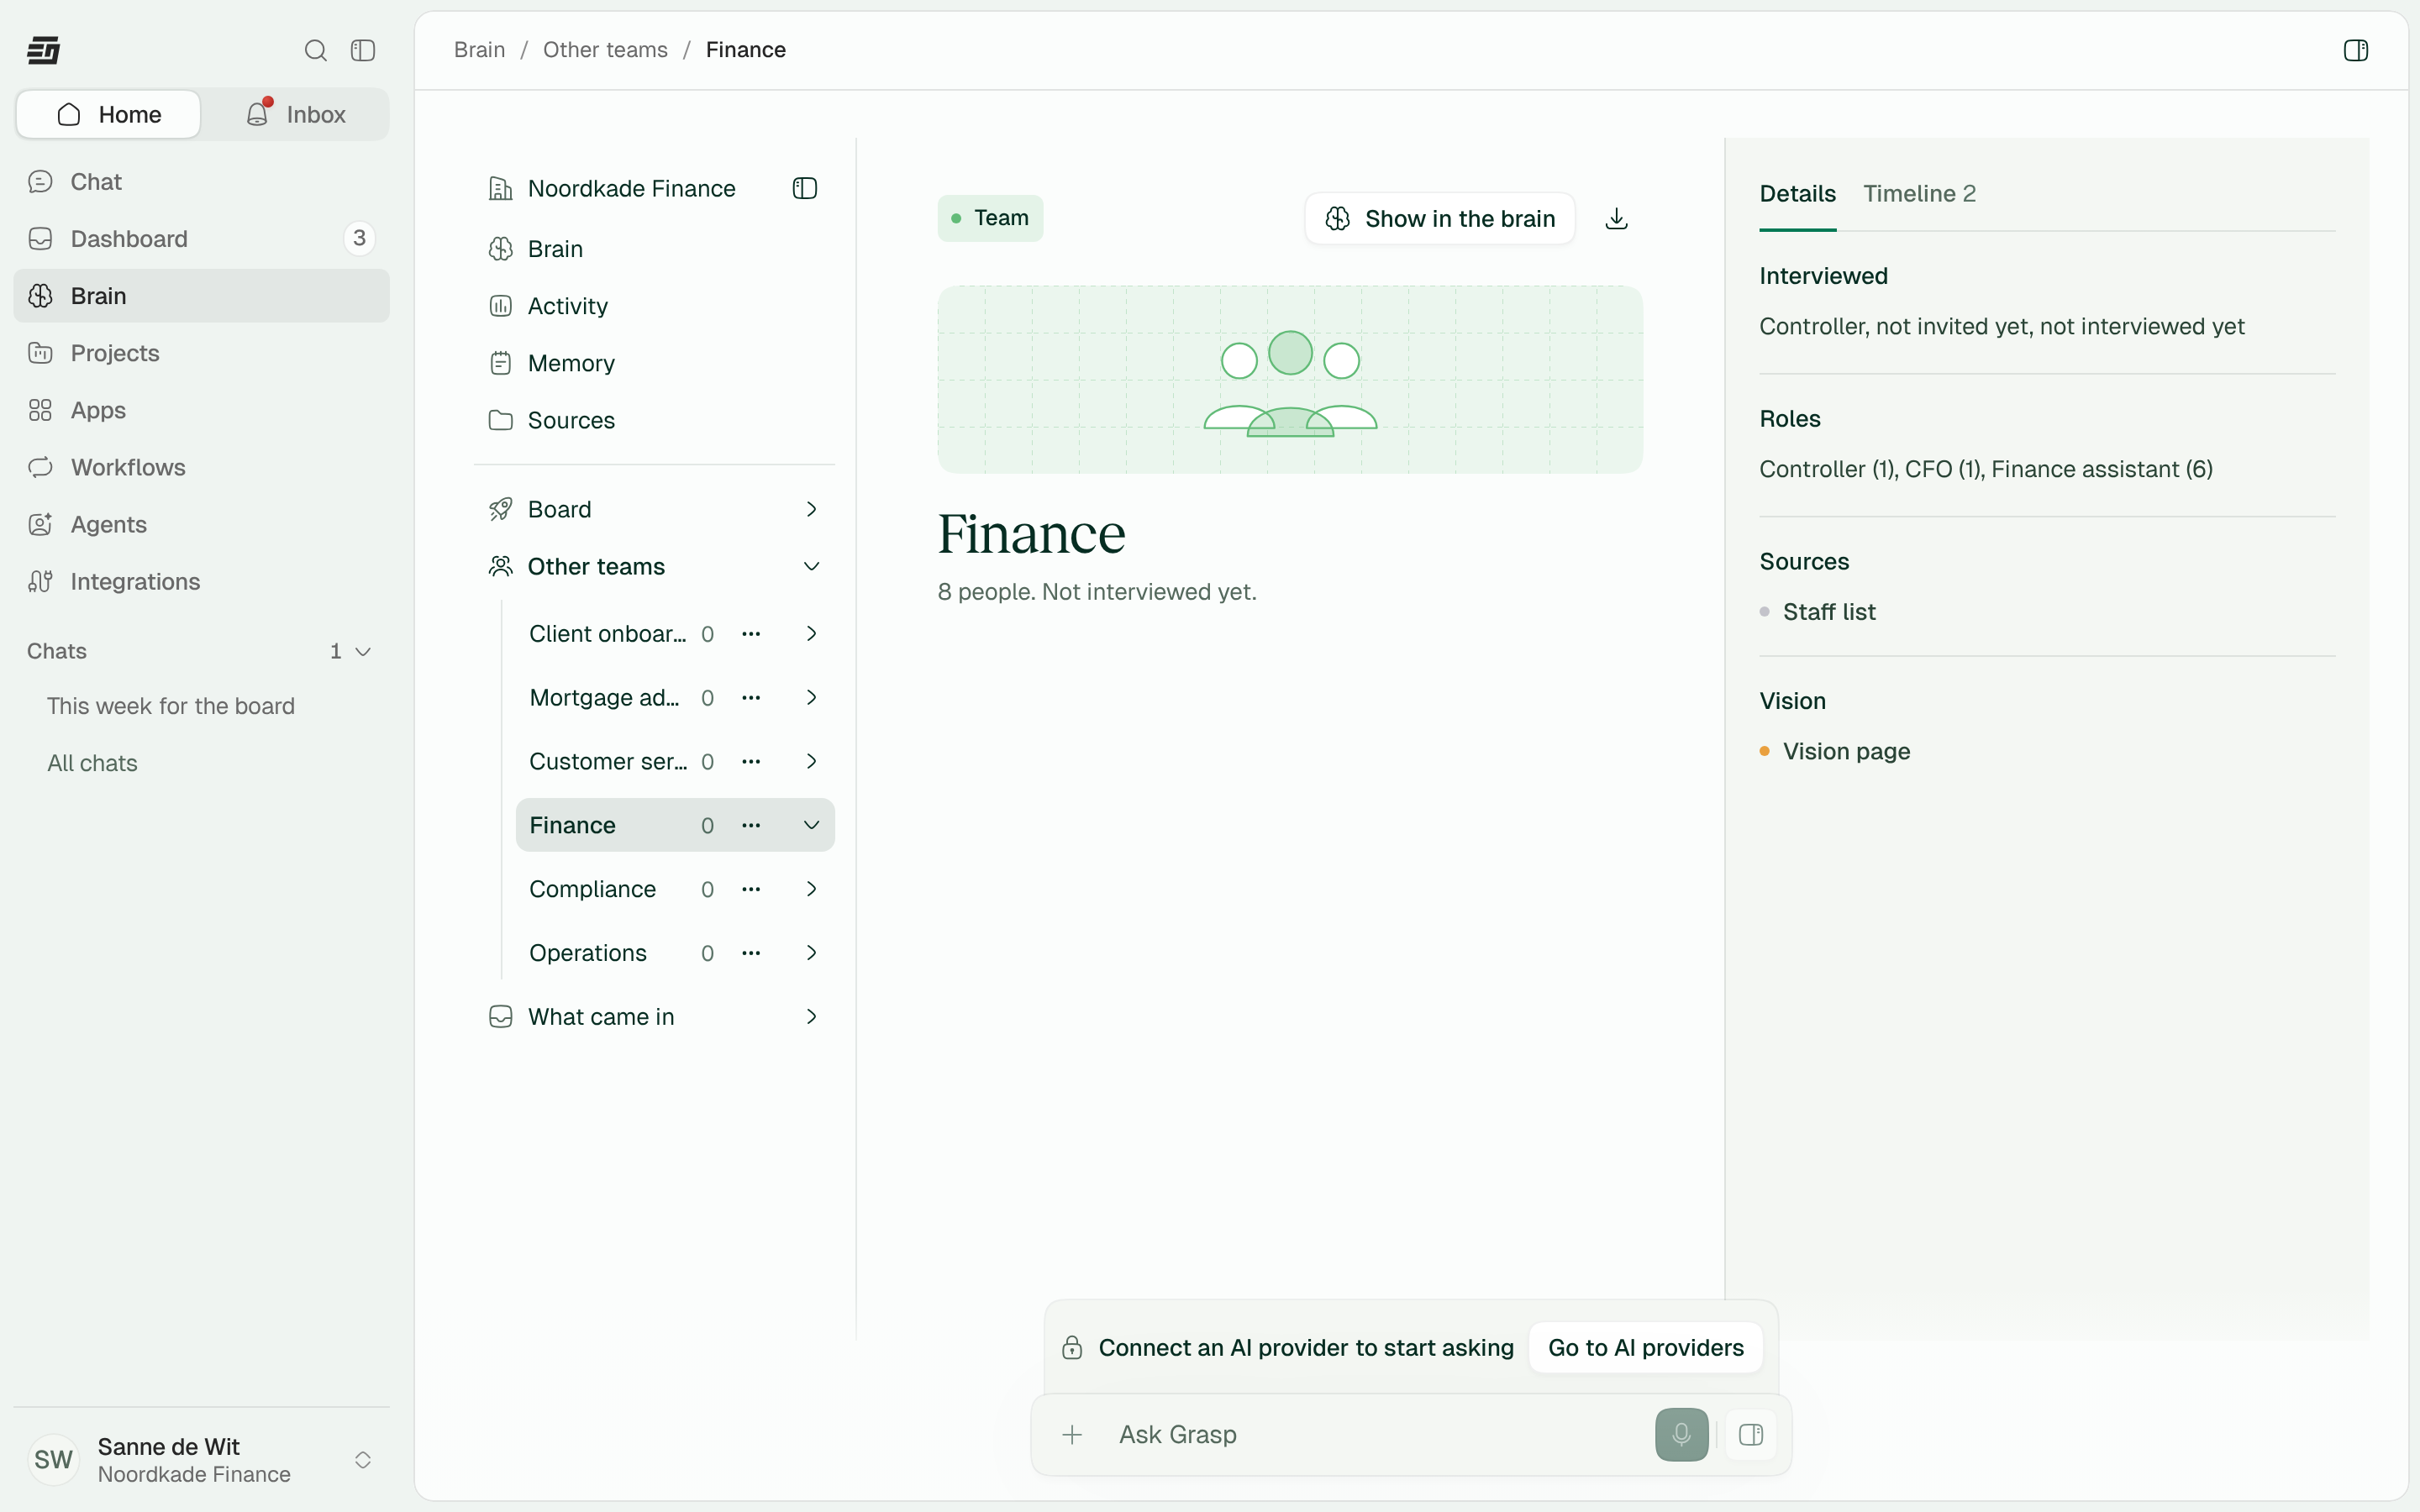 Home
Inbox
Chat
Dashboard 3
Brain
Projects
Apps
Workflows
Agents
Integrations
Chats 1
This week for the board
All chats
SW
Sanne de Wit
Noordkade Finance
Brain / Other teams / Finance
Noordkade Finance
Brain
Activity
Memory
Sources
Board
Other teams
Client onboar... 0
Mortgage ad... 0
Customer ser... 0
Finance 0
Compliance 0
Operations 0
What came in
Team
Show in the brain
Finance
8 people. Not interviewed yet.
Details
Timeline 2
Interviewed
Controller, not invited yet, not interviewed yet
Roles
Controller (1), CFO (1), Finance assistant (6)
Sources
Staff list
Vision
Vision page
Connect an AI provider to start asking
Go to AI providers
Ask Grasp